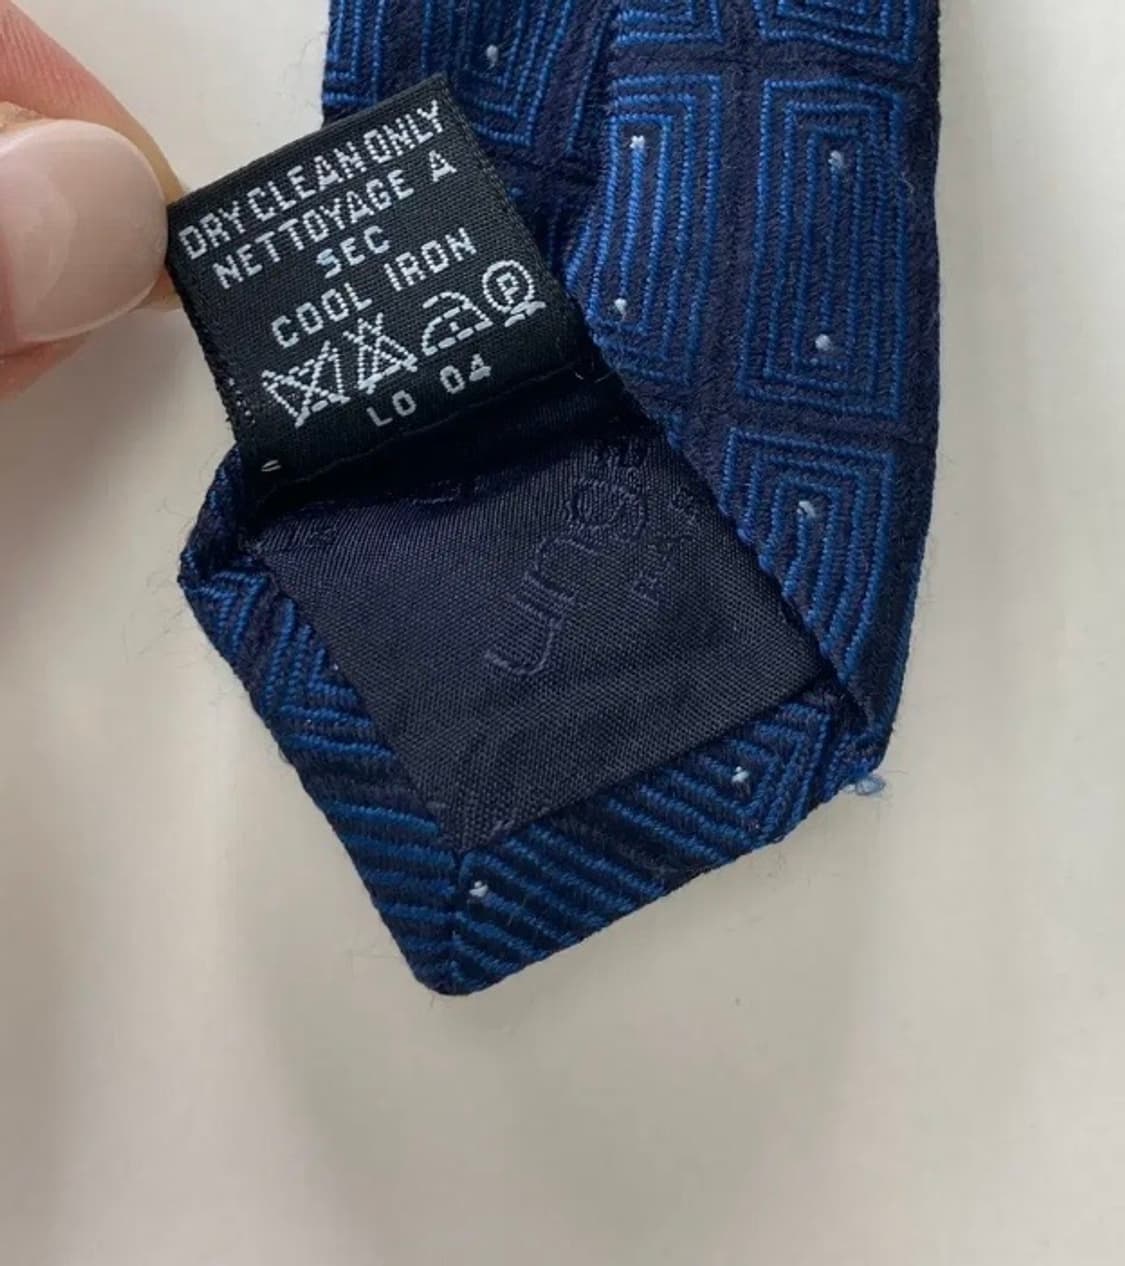 DRY CLEAN ONLY
NETTOYAGE A
SEC
COOL IRON
P
LO 04